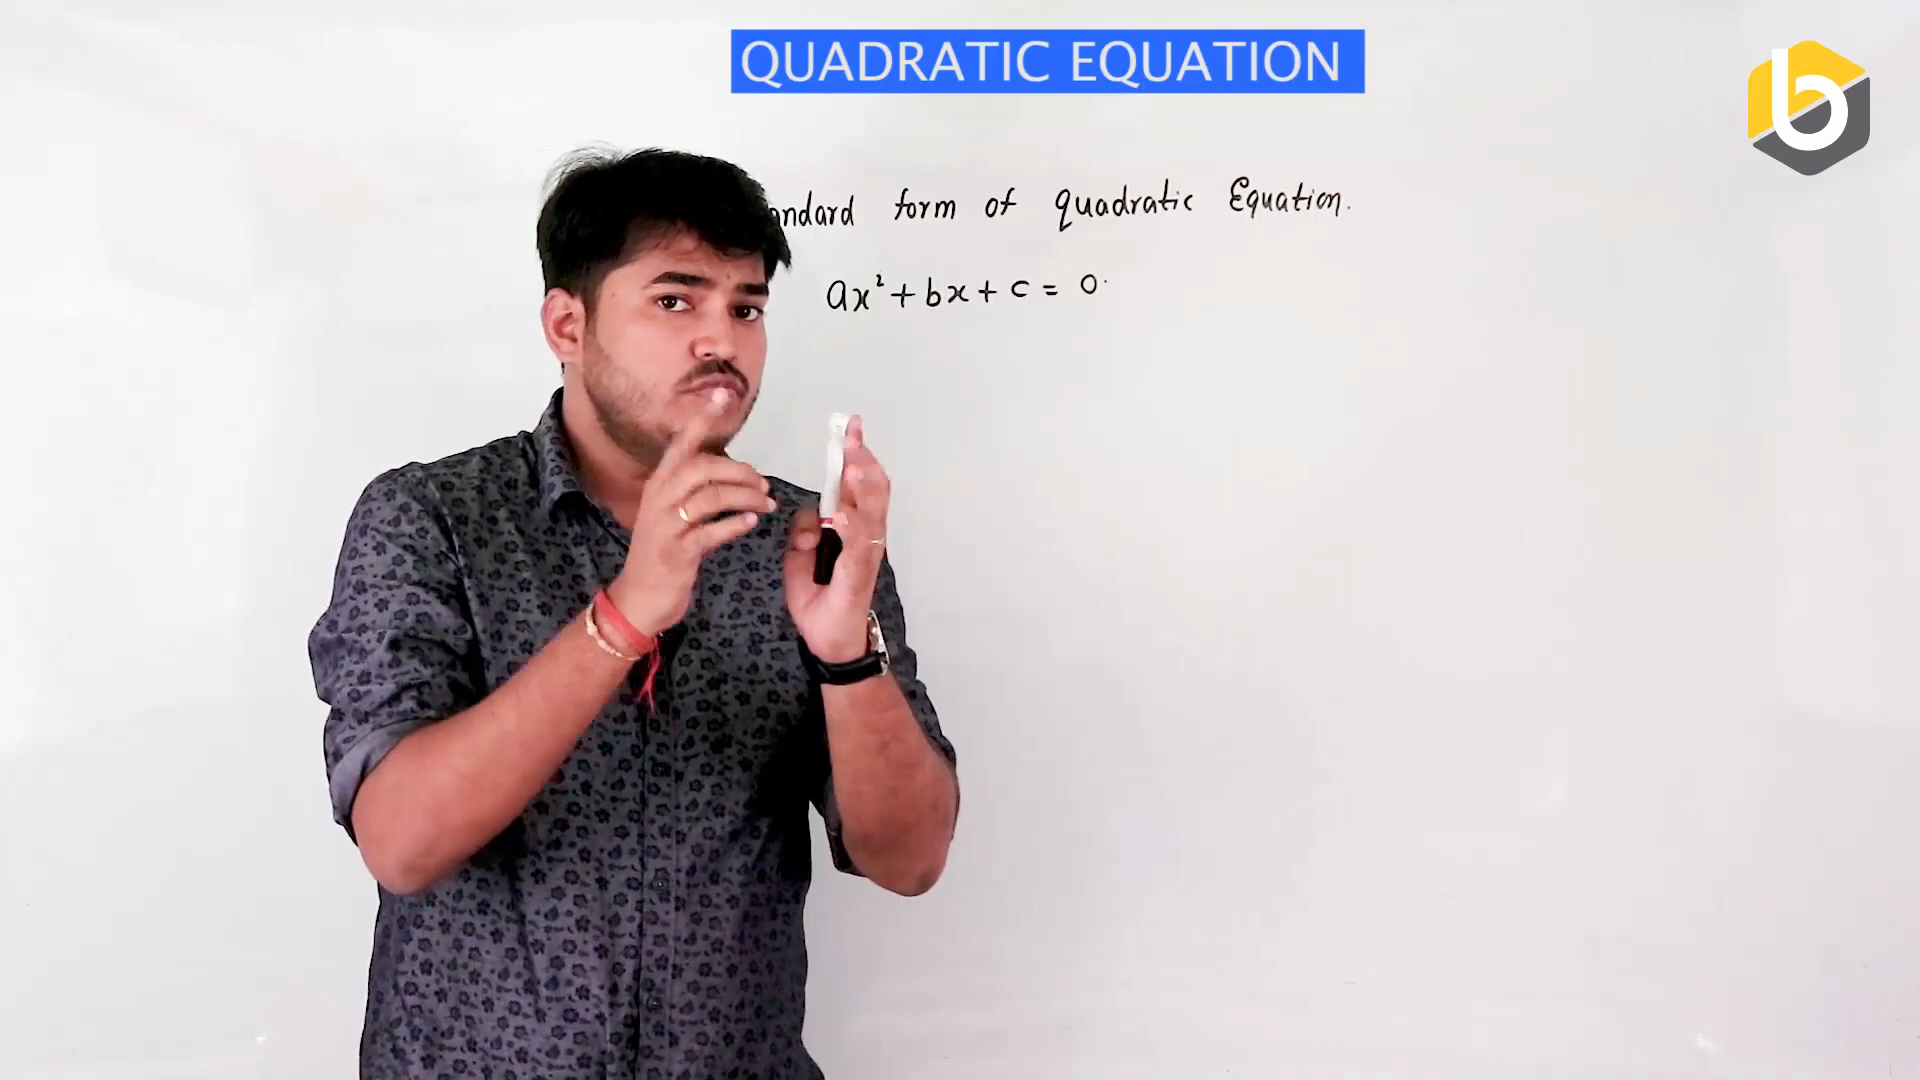 QUADRATIC EQUATION
b
andard form of quadratic Equation.
ax² + bx + c = 0.